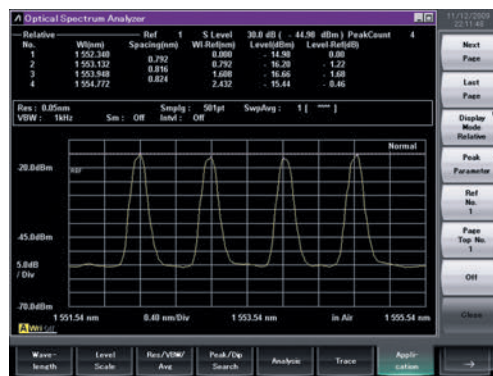 Optical Spectrum Analyzer
11/12/2009
22:11:46
Relative Ref 1 S Level 30.0 dB ( - 44.98 dBm ) PeakCount 4
No. Wl(nm) Spacing(nm) Wl-Ref(nm) Level(dBm) Level-Ref(dB)
1 1 552.340 0.000 - 14.98 0.00
0.792
2 1 553.132 0.792 - 16.20 - 1.22
0.816
3 1 553.948 1.608 - 16.66 - 1.68
0.824
4 1 554.772 2.432 - 15.44 - 0.46
Res : 0.05nm Smplg : 501pt SwpAvg : 1 [ **** ]
VBW : 1kHz Sm : Off Intvl : Off
Normal
-20.0dBm
-45.0dBm
5.0dB
/ Div
-70.0dBm
1 551.54 nm 0.40 nm/Div 1 553.54 nm in Air 1 555.54 nm
A Wri
Next
Page
Last
Page
Display
Mode
Relative
Peak
Parameter
Ref
No.
1
Page
Top No.
1
Off
Close
Wave-
length
Level
Scale
Res/VBW/
Avg
Peak/Dip
Search
Analysis
Trace
Appli-
cation
→